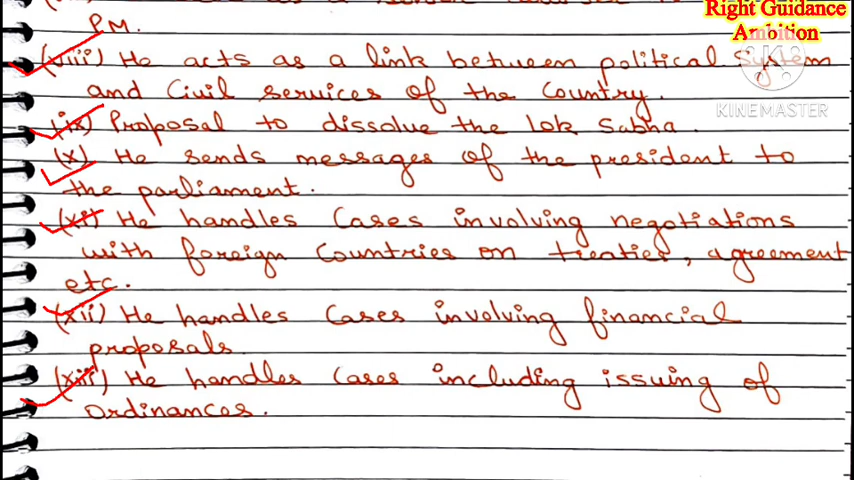 Right Guidance
Ambition
PM.
(viii) He acts as a link between political system
and Civil services of the Country.
(ix) Proposal to dissolve the lok Sabha.
(x) He sends messages of the president to
the parliament.
(xi) He handles Cases involving negotiations
with foreign Countries on treaties, agreement
etc.
(xii) He handles Cases involving financial
proposals.
(xiii) He handles Cases including issuing of
Ordinances.
KINEMASTER